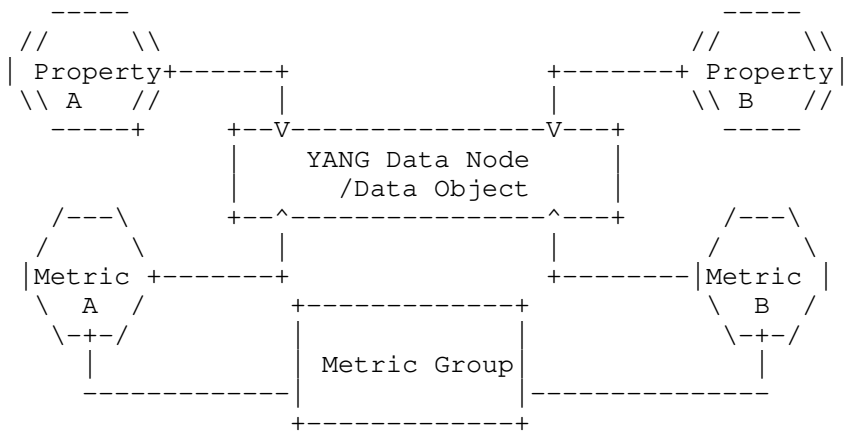 Property Property
A B
YANG Data Node
/Data Object
Metric Metric
A B
Metric Group